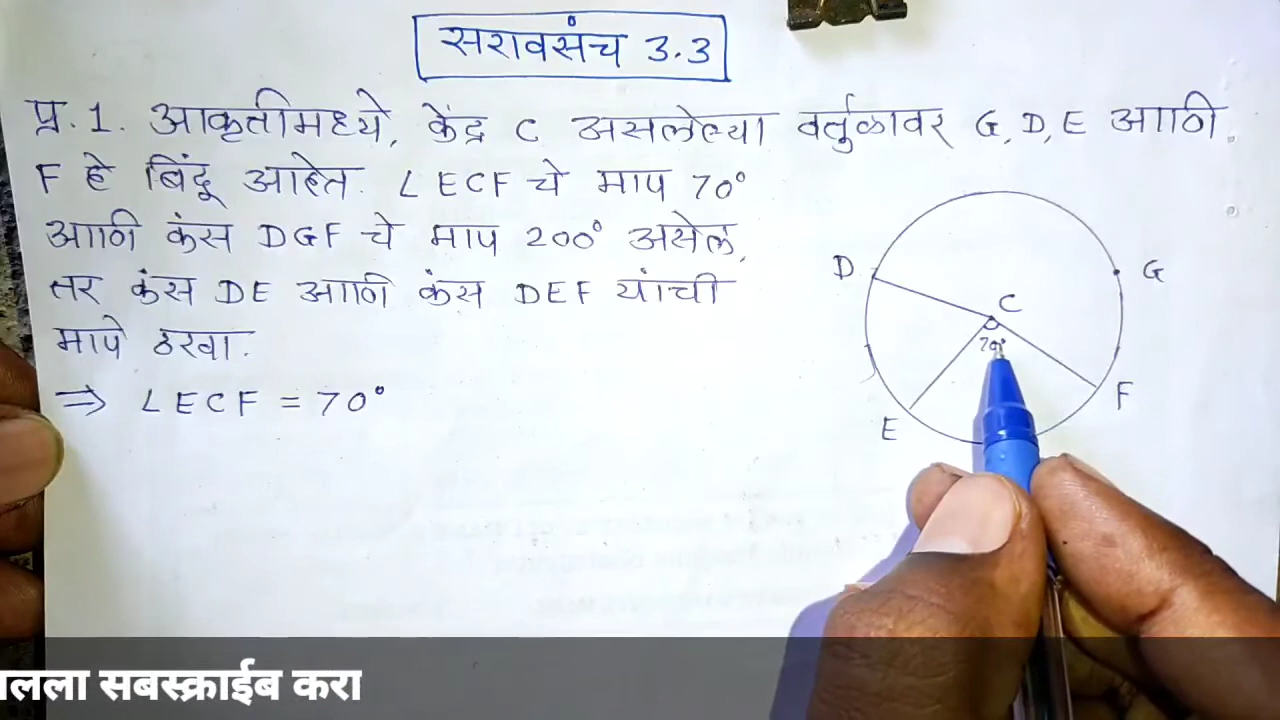 सरावसंच 3.3
प्र. 1. आकृतीमध्ये, केंद्र C असलेल्या वर्तुळावर G, D, E आणि
F हे बिंदू आहेत. ∠ECF चे माप 70°
आणि कंस DGF चे माप 200° असेल,
तर कंस DE आणि कंस DEF यांची
मापे ठरवा.
⇒ ∠ECF = 70°
D
G
C
70°
F
E
लला सबस्क्राईब करा